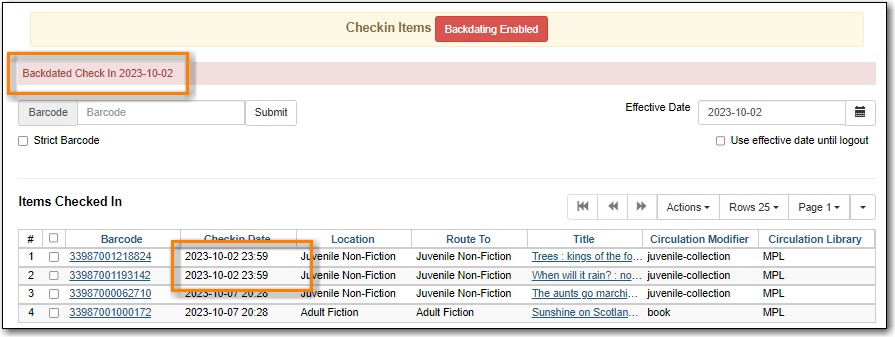 Checkin Items Backdating Enabled
Backdated Check In 2023-10-02
Barcode Barcode Submit Effective Date 2023-10-02
Strict Barcode Use effective date until logout
Items Checked In Actions Rows 25 Page 1
# Barcode Checkin Date Location Route To Title Circulation Modifier Circulation Library
1 33987001218824 2023-10-02 23:59 Juvenile Non-Fiction Juvenile Non-Fiction Trees : kings of the fo... juvenile-collection MPL
2 33987001193142 2023-10-02 23:59 Juvenile Non-Fiction Juvenile Non-Fiction When will it rain? : no... juvenile-collection MPL
3 33987000062710 2023-10-07 20:28 Juvenile Non-Fiction Juvenile Non-Fiction The aunts go marchi... juvenile-collection MPL
4 33987001000172 2023-10-07 20:28 Adult Fiction Adult Fiction Sunshine on Scotlan... book MPL